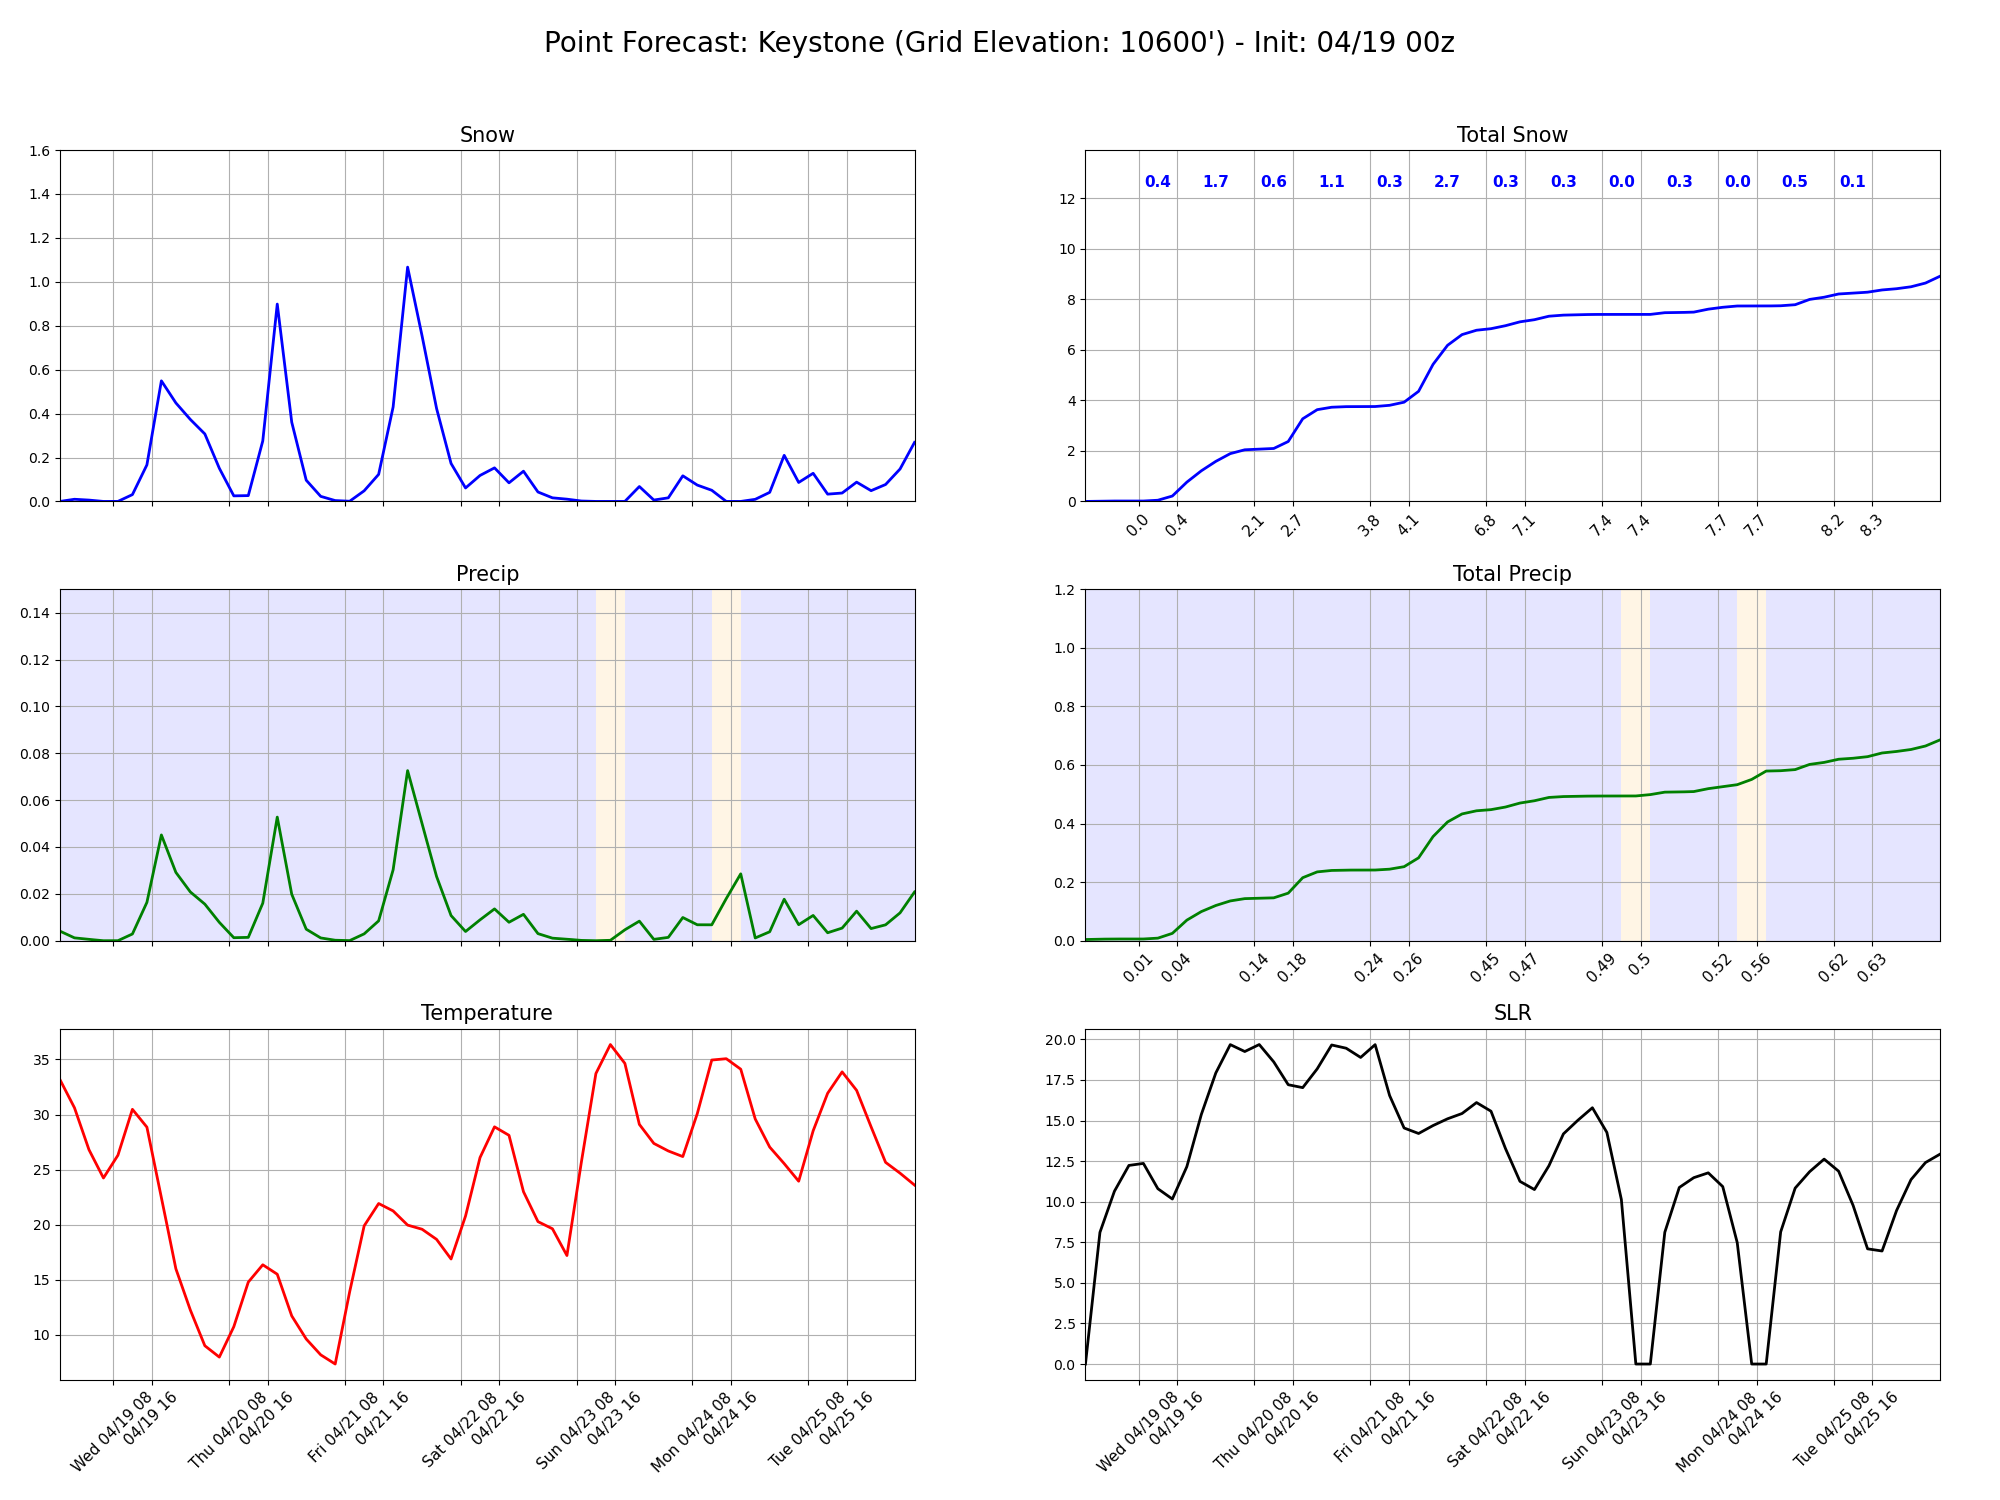 Point Forecast: Keystone (Grid Elevation: 10600') - Init: 04/19 00z
Snow
1.6
1.4
1.2
1.0
0.8
0.6
0.4
0.2
0.0
Total Snow
0.4 1.7 0.6 1.1 0.3 2.7 0.3 0.3 0.0 0.3 0.0 0.5 0.1
12
10
8
6
4
2
0
0.0 0.4 2.1 2.7 3.8 4.1 6.8 7.1 7.4 7.4 7.7 7.7 8.2 8.3
Precip
0.14
0.12
0.10
0.08
0.06
0.04
0.02
0.00
Total Precip
1.2
1.0
0.8
0.6
0.4
0.2
0.0
0.01 0.04 0.14 0.18 0.24 0.26 0.45 0.47 0.49 0.5 0.52 0.56 0.62 0.63
Temperature
35
30
25
20
15
10
Wed 04/19 08
04/19 16
Thu 04/20 08
04/20 16
Fri 04/21 08
04/21 16
Sat 04/22 08
04/22 16
Sun 04/23 08
04/23 16
Mon 04/24 08
04/24 16
Tue 04/25 08
04/25 16
SLR
20.0
17.5
15.0
12.5
10.0
7.5
5.0
2.5
0.0
Wed 04/19 08
04/19 16
Thu 04/20 08
04/20 16
Fri 04/21 08
04/21 16
Sat 04/22 08
04/22 16
Sun 04/23 08
04/23 16
Mon 04/24 08
04/24 16
Tue 04/25 08
04/25 16